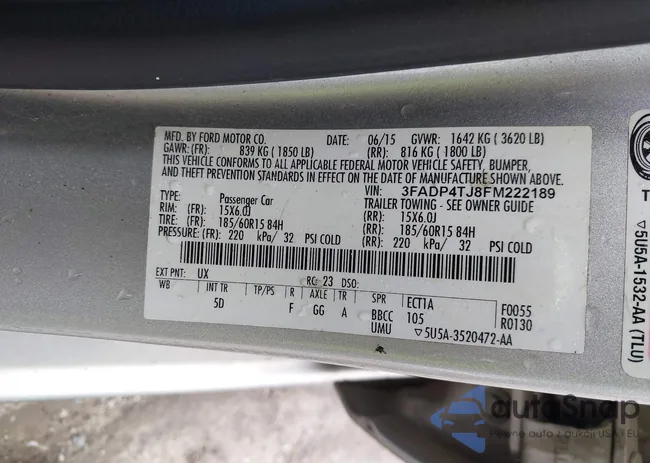 MFD. BY FORD MOTOR CO. DATE: 06/15 GVWR: 1642 KG ( 3620 LB)
GAWR: (FR): 839 KG ( 1850 LB) (RR): 816 KG ( 1800 LB)
THIS VEHICLE CONFORMS TO ALL APPLICABLE FEDERAL MOTOR VEHICLE SAFETY, BUMPER,
AND THEFT PREVENTION STANDARDS IN EFFECT ON THE DATE OF MANUFACTURE SHOWN ABOVE.
VIN: 3FADP4TJ8FM222189
TYPE: Passenger Car TRAILER TOWING - SEE OWNER GUIDE
RIM: (FR): 15X6.0J (RR): 15X6.0J
TIRE: (FR): 185/60R15 84H (RR): 185/60R15 84H
PRESSURE: (FR): 220 kPa/ 32 PSI COLD (RR): 220 kPa/ 32 PSI COLD
EXT PNT: UX RC: 23 DSO:
WB INT TR TP/PS R AXLE TR SPR ECT1A F0055
5D F GG A BBCC 105 R0130
UMU ▽5U5A-3520472-AA
▽5U5A-1532-AA (TLU)
autoSnap
Pewne auto z aukcji USA i EU